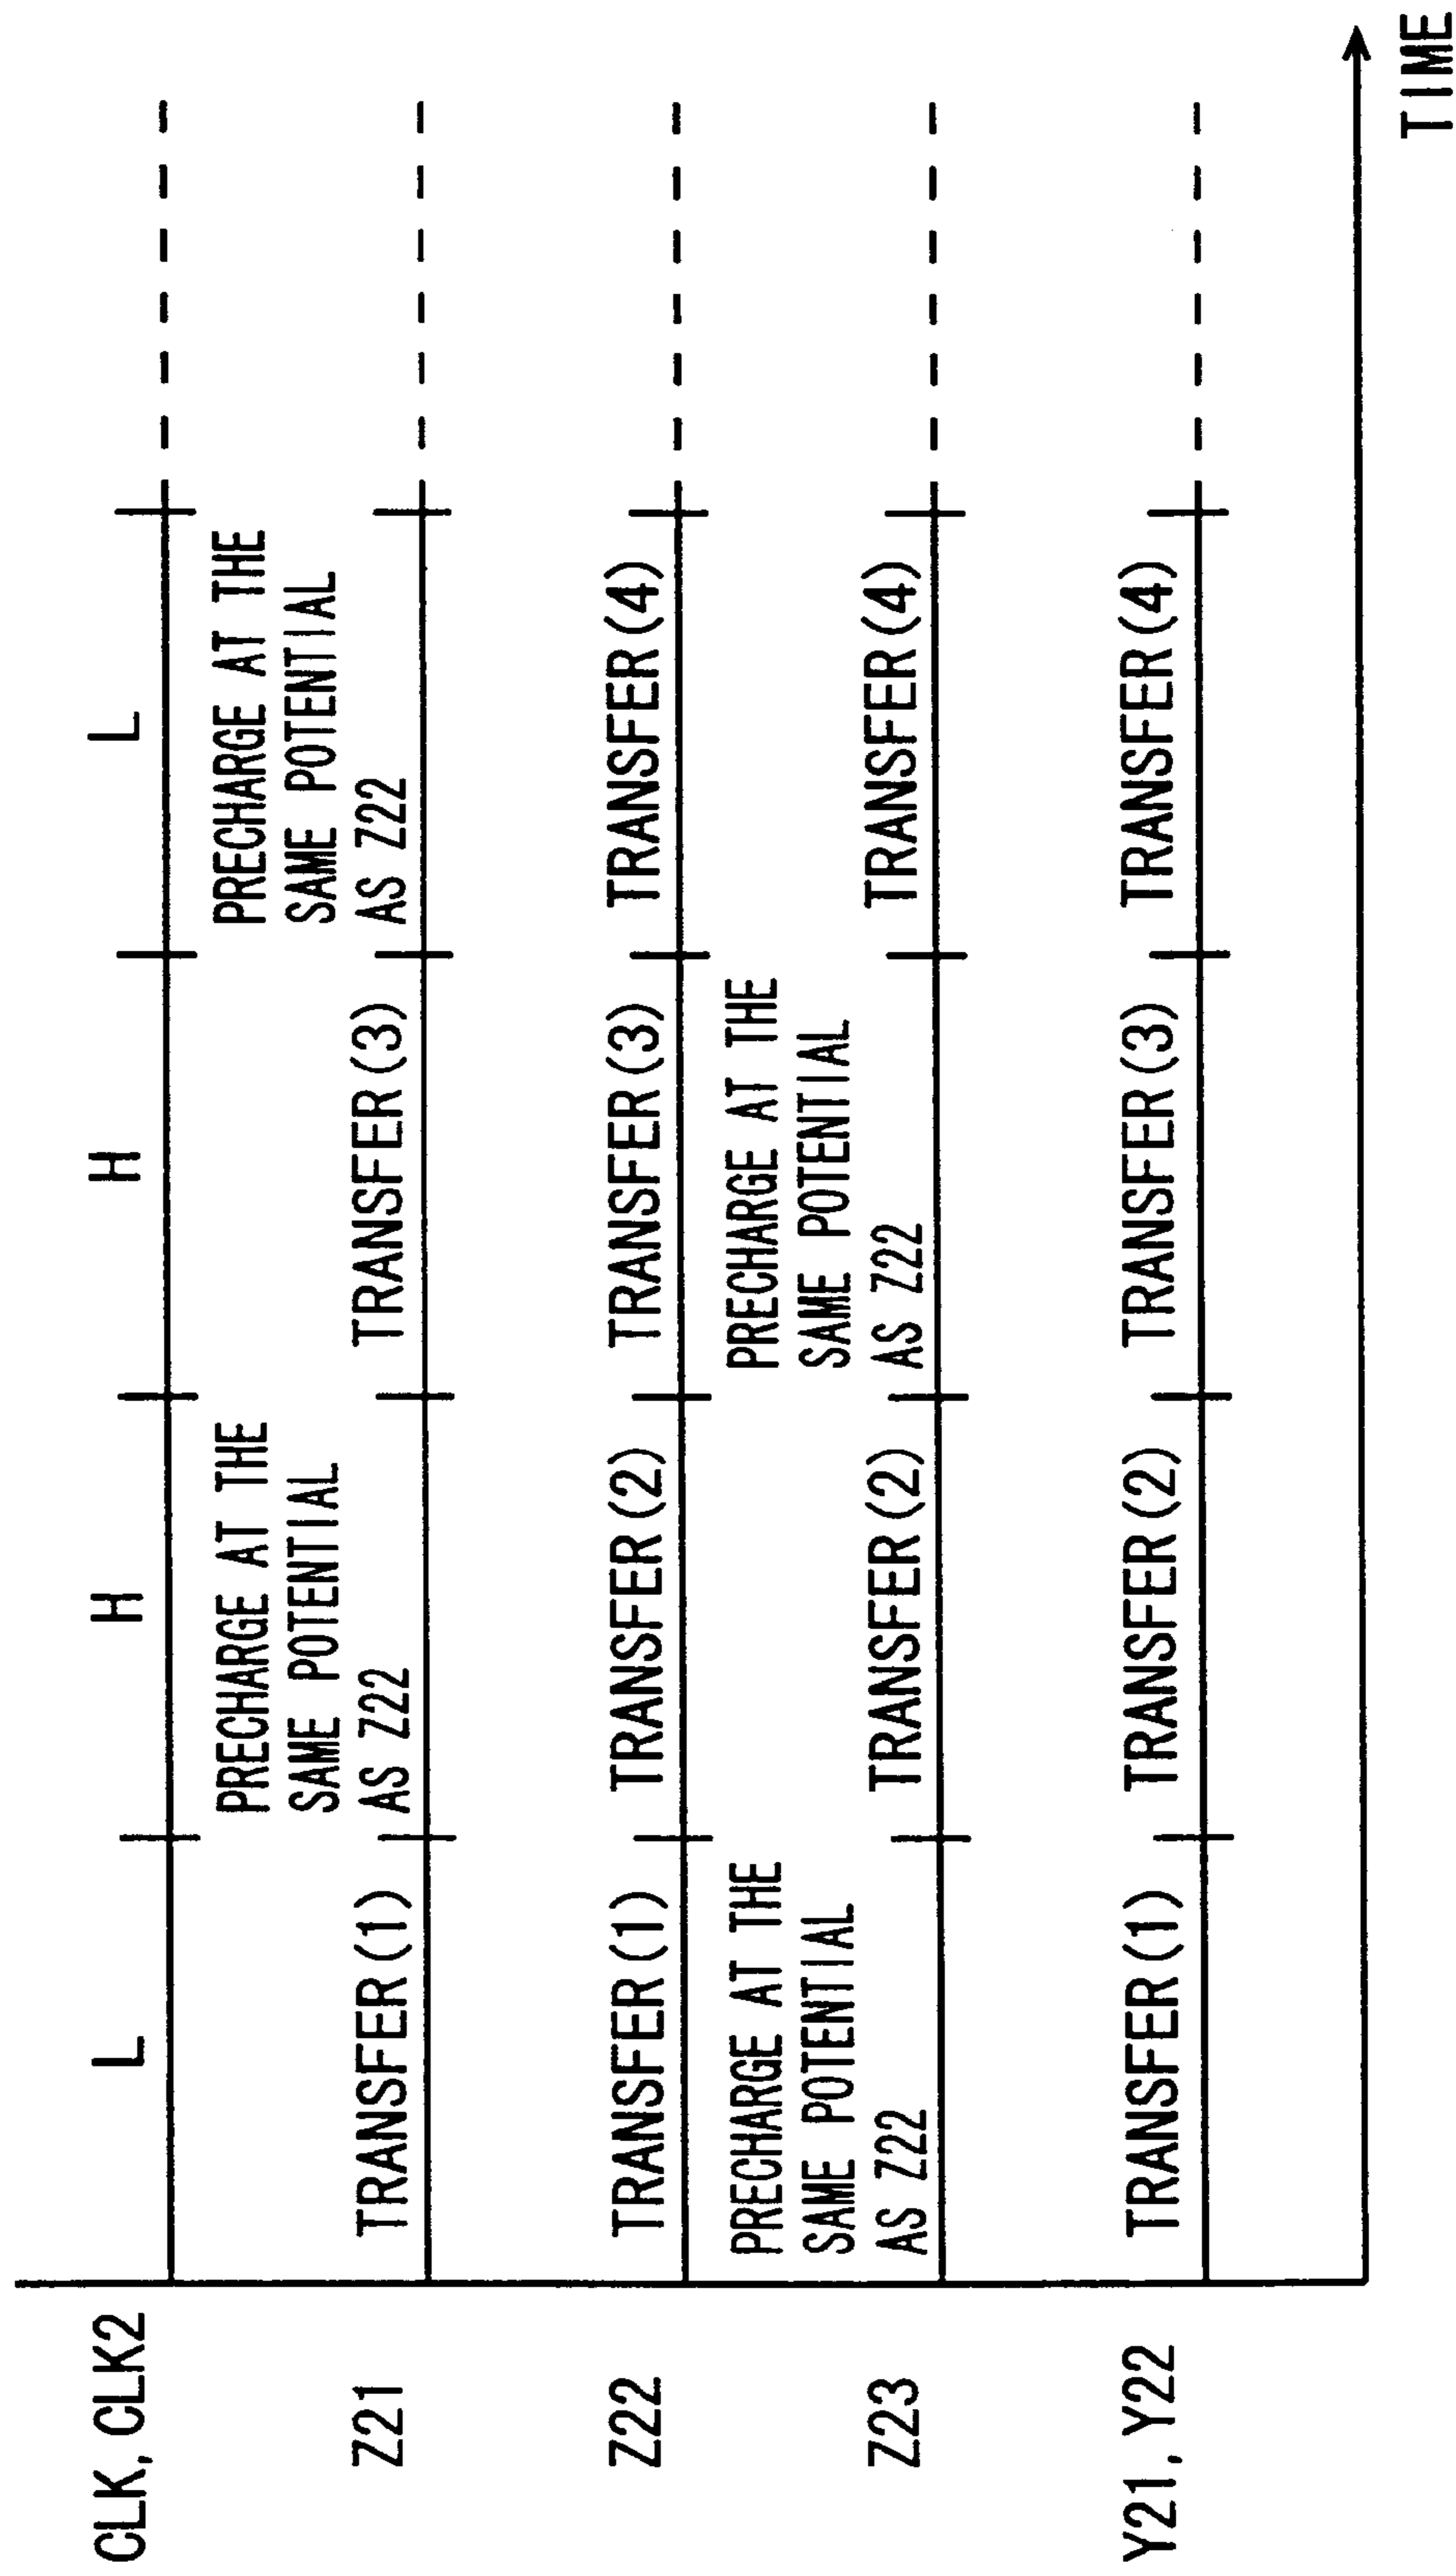 CLK, CLK2
L
H
H
L
Z21
TRANSFER(1)
PRECHARGE AT THE
SAME POTENTIAL
AS Z22
TRANSFER(3)
PRECHARGE AT THE
SAME POTENTIAL
AS Z22
Z22
TRANSFER(1)
TRANSFER(2)
TRANSFER(3)
TRANSFER(4)
Z23
PRECHARGE AT THE
SAME POTENTIAL
AS Z22
TRANSFER(2)
PRECHARGE AT THE
SAME POTENTIAL
AS Z22
TRANSFER(4)
Y21, Y22
TRANSFER(1)
TRANSFER(2)
TRANSFER(3)
TRANSFER(4)
TIME